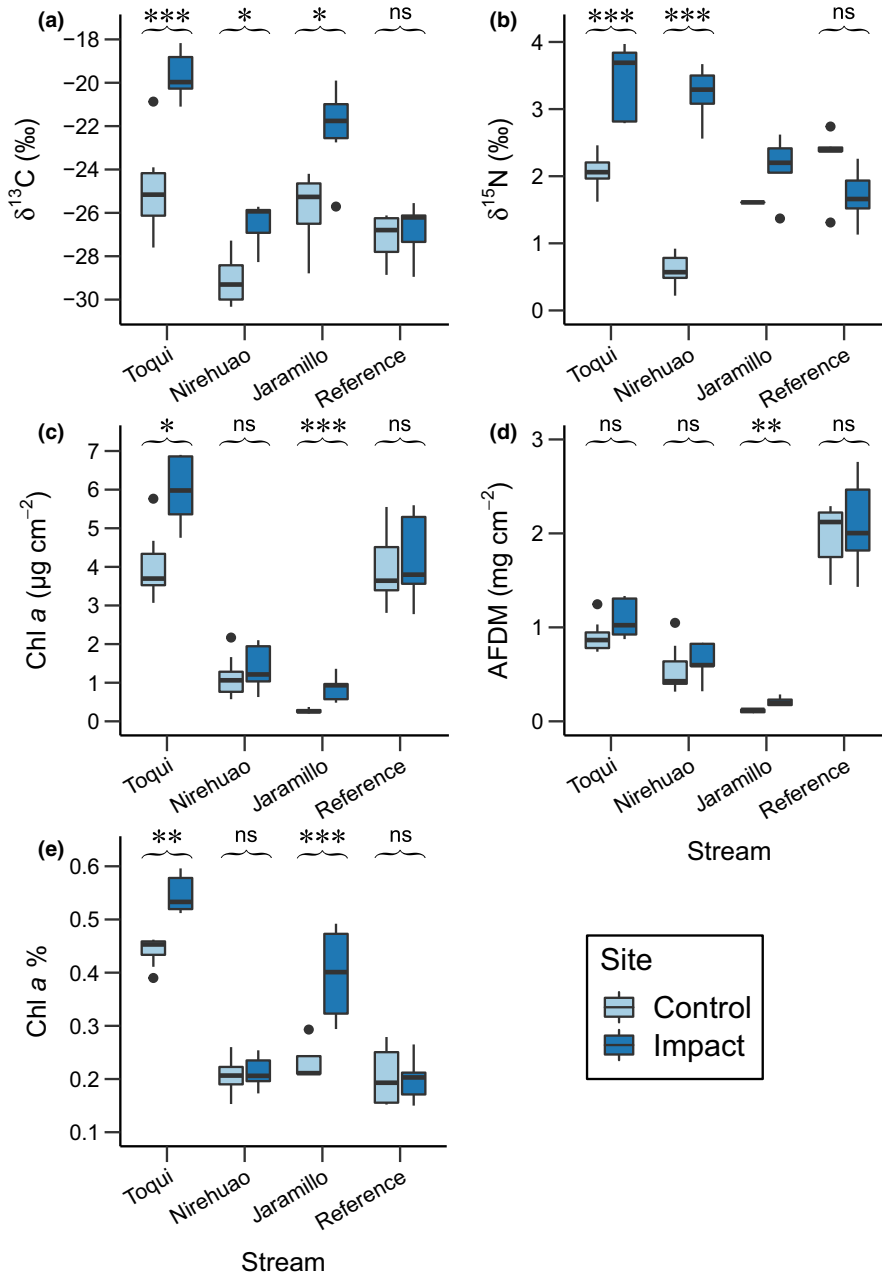 (a)
*** * * ns
δ13C (‰)
−18
−20
−22
−24
−26
−28
−30
Toqui
Nirehuao
Jaramillo
Reference
(b)
*** *** ns
δ15N (‰)
4
3
2
1
0
Toqui
Nirehuao
Jaramillo
Reference
(c)
* ns *** ns
Chl a (µg cm−2)
7
6
5
4
3
2
1
0
Toqui
Nirehuao
Jaramillo
Reference
(d)
ns ns ** ns
AFDM (mg cm−2)
3
2
1
0
Toqui
Nirehuao
Jaramillo
Reference
Stream
(e)
** ns *** ns
Chl a %
0.6
0.5
0.4
0.3
0.2
0.1
Toqui
Nirehuao
Jaramillo
Reference
Stream
Site
Control
Impact